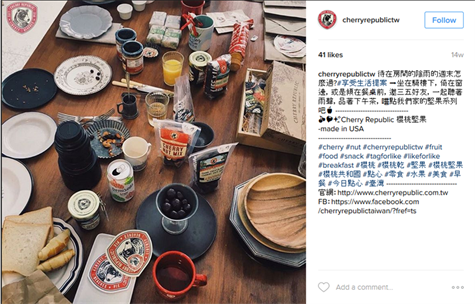 cherryrepublictw
Follow
41 likes
14w
cherryrepublictw 待在房間的陰雨的週末怎
麼過?#享受生活提案 一坐在騎樓下，倚在窗
邊，或是擠在餐桌前，邀三五好友，一起聽著
雨聲，品著下午茶，嗑點我們家的堅果系列
吧
Cherry Republic 櫻桃堅果
-made in USA
#cherry #nut #cherryrepublictw #fruit
#food #snack #tagforlike #likeforlike
#breakfast #櫻桃 #櫻桃乾 #堅果 #櫻桃堅果
#櫻桃共和國 #點心 #零食 #水果 #美食 #早
餐 #今日點心 #臺灣
官網: http://www.cherryrepublic.com.tw
FB: https://www.facebook.com
/cherryrepublictaiwan/?fref=ts
Add a comment...